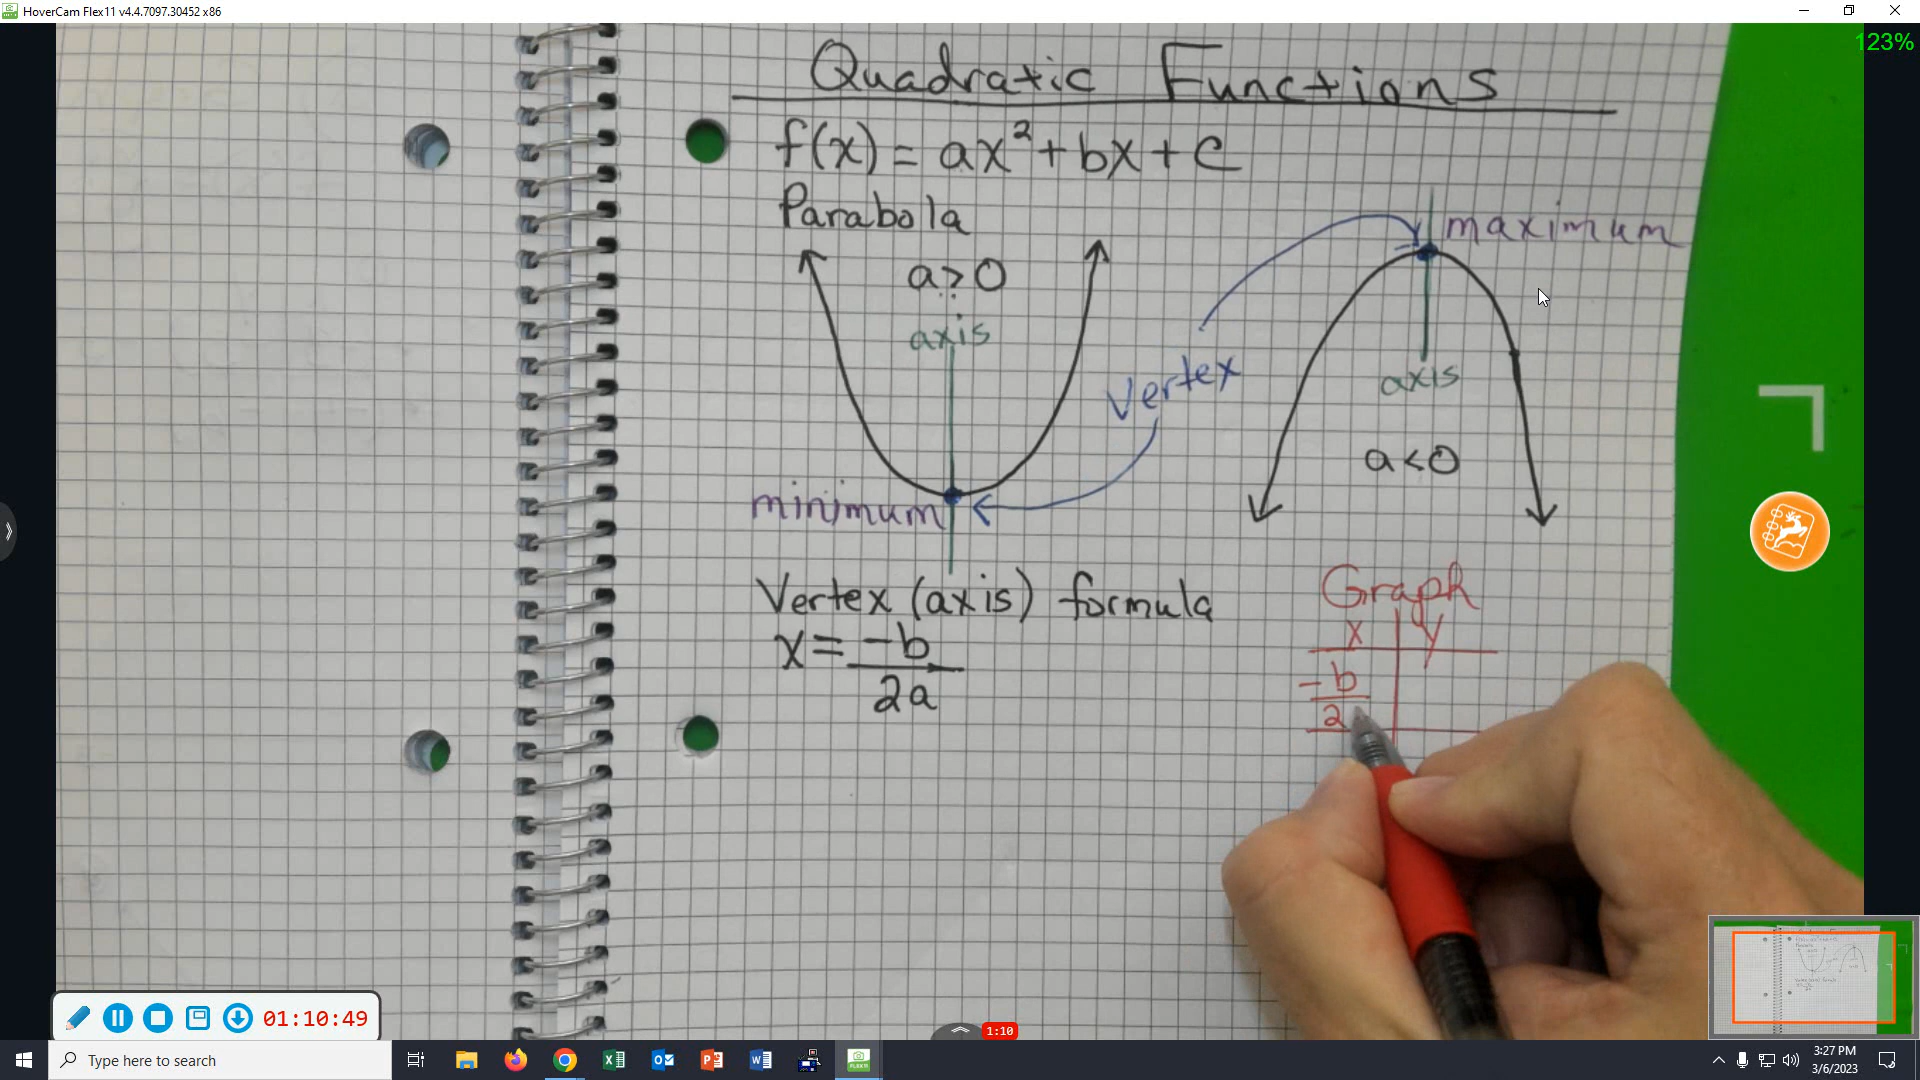 HoverCam Flex11 v4.4.7097.30452 x86
123%
Quadratic Functions
f(x) = ax² + bx + c
Parabola
maximum
a > 0
axis
Vertex
axis
a < 0
minimum
Vertex (axis) formula
x = -b
2a
Graph
x y
-b
2
01:10:49
1:10
Type here to search
3:27 PM
3/6/2023